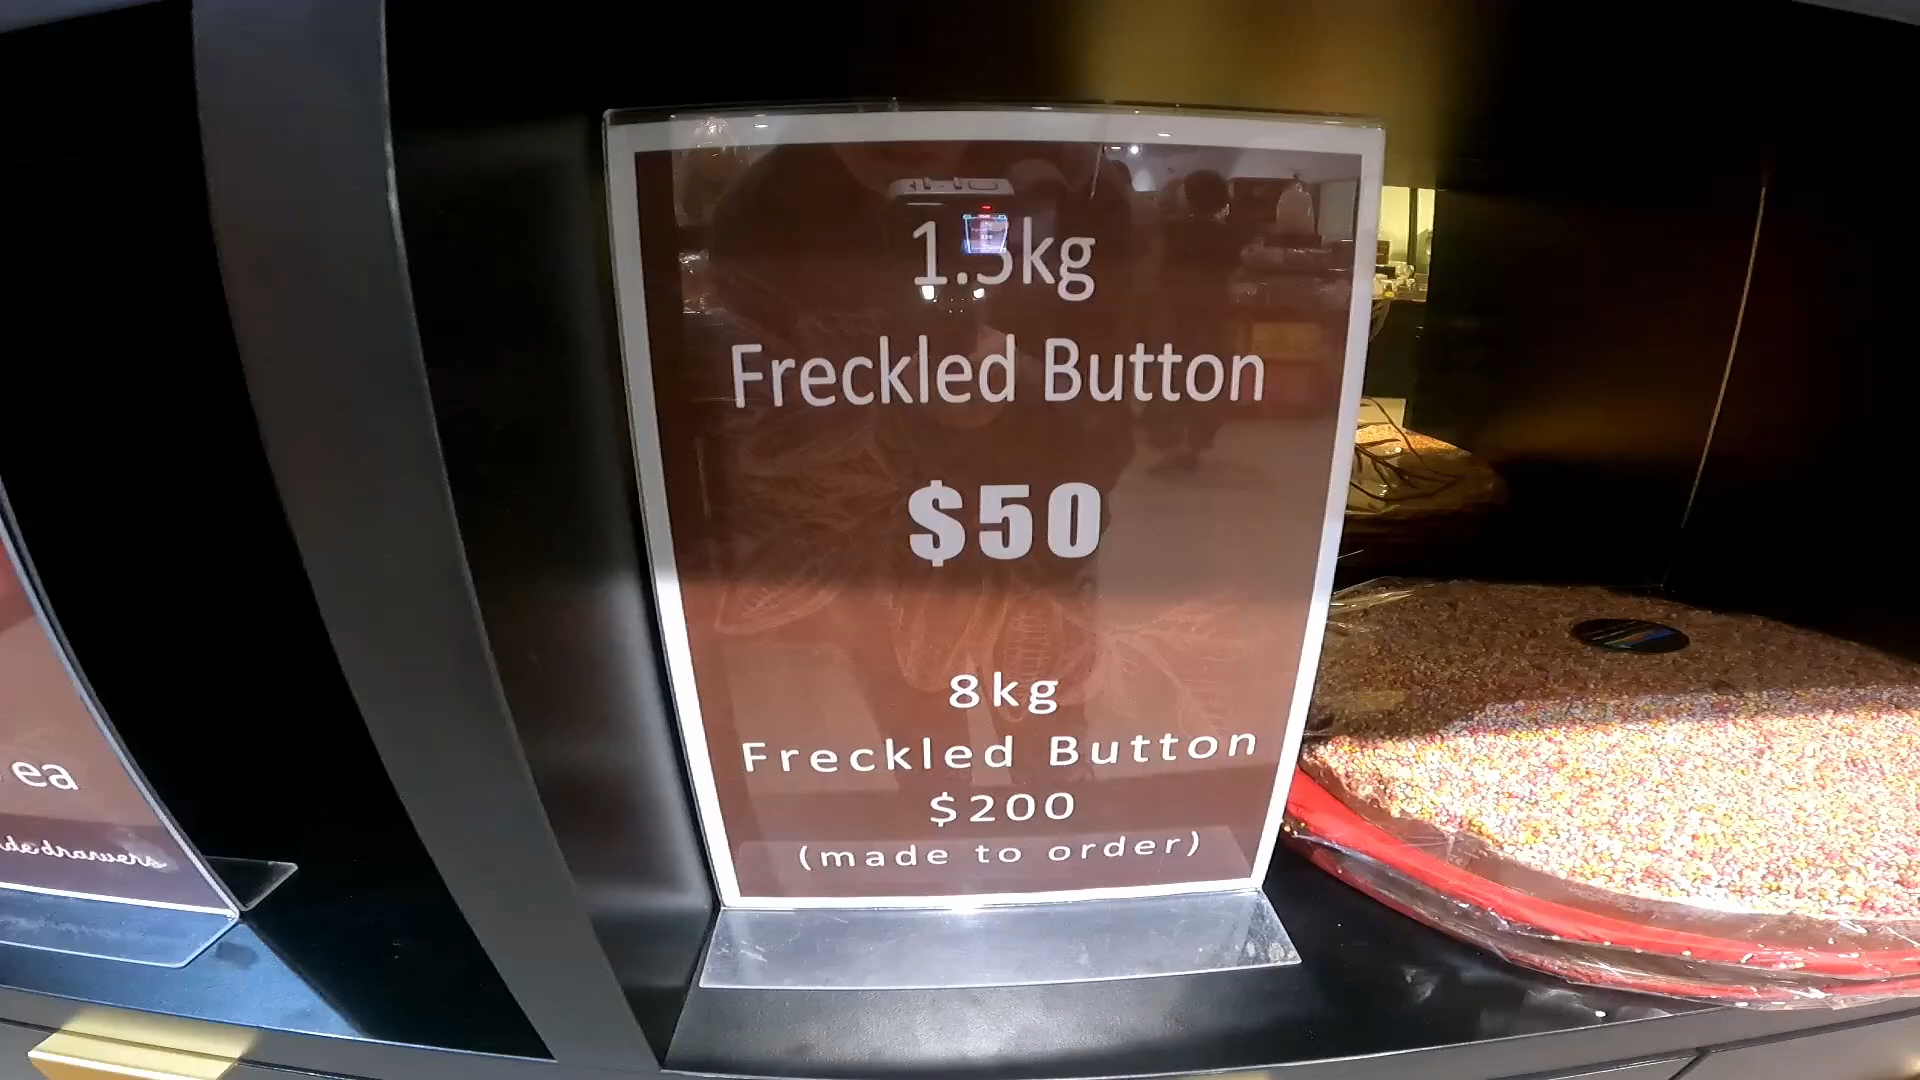 1.5kg
Freckled Button
$50
8kg
Freckled Button
$200
(made to order)
ea